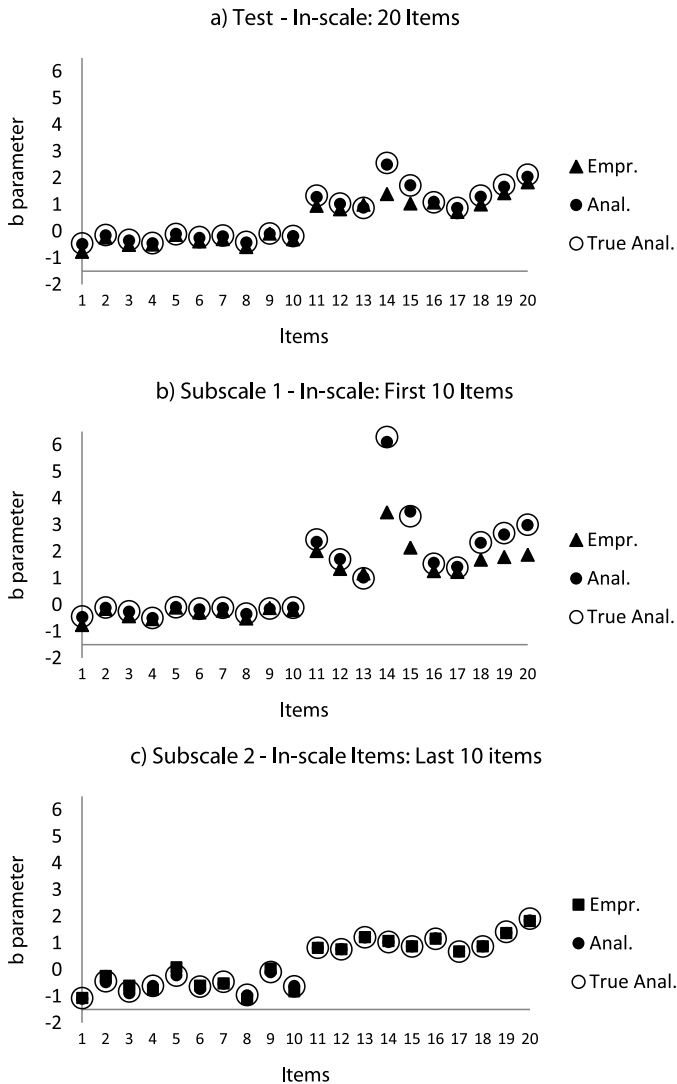 a) Test - In-scale: 20 Items
b parameter
6
5
4
3
2
1
0
-1
-2
1 2 3 4 5 6 7 8 9 10 11 12 13 14 15 16 17 18 19 20
Items
Empr.
Anal.
True Anal.
b) Subscale 1 - In-scale: First 10 Items
b parameter
6
5
4
3
2
1
0
-1
-2
1 2 3 4 5 6 7 8 9 10 11 12 13 14 15 16 17 18 19 20
Items
Empr.
Anal.
True Anal.
c) Subscale 2 - In-scale Items: Last 10 items
b parameter
6
5
4
3
2
1
0
-1
-2
1 2 3 4 5 6 7 8 9 10 11 12 13 14 15 16 17 18 19 20
Items
Empr.
Anal.
True Anal.